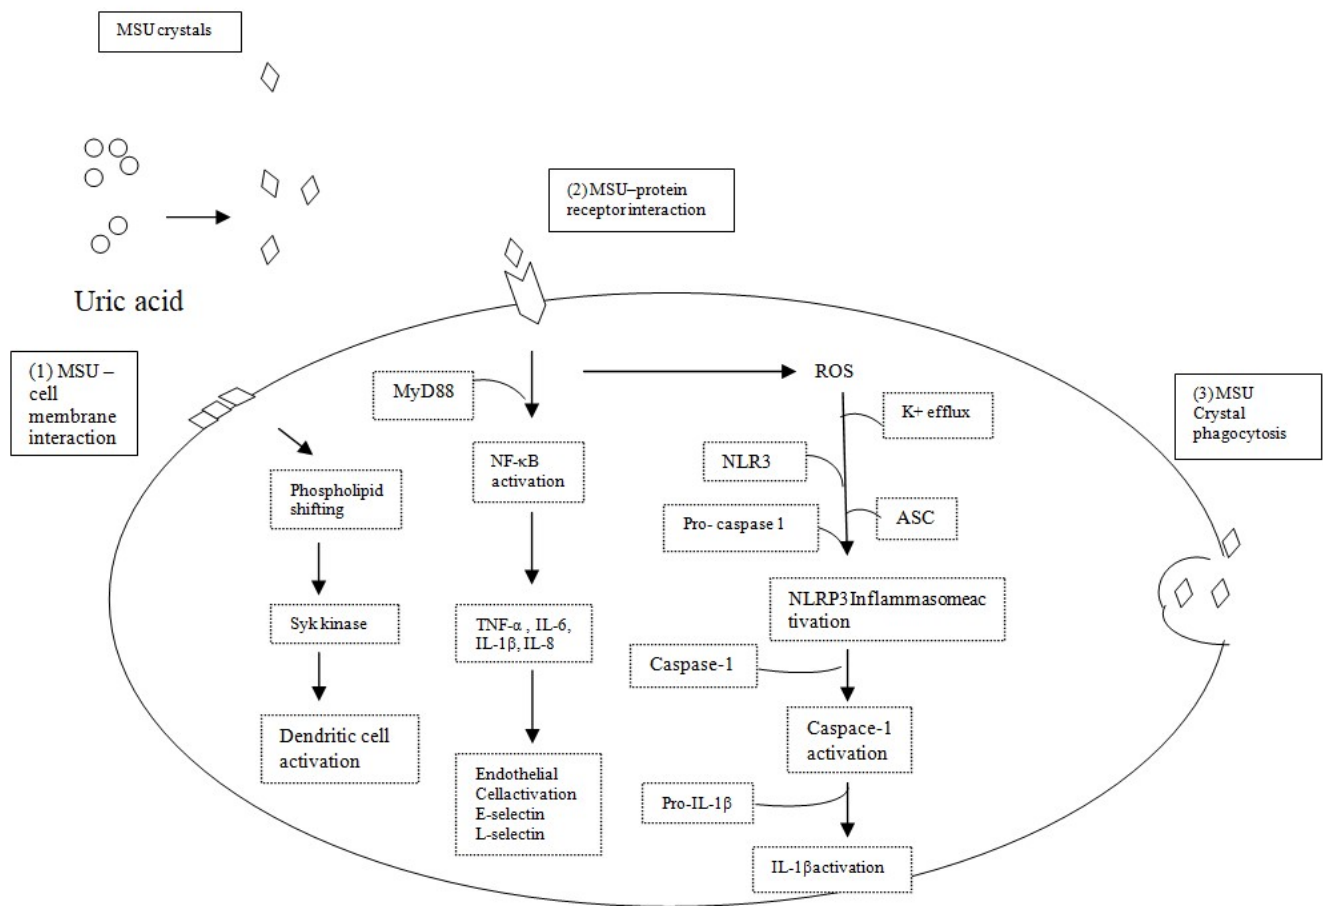 MSU crystals
Uric acid
(1) MSU –
cell
membrane
interaction
(2) MSU–protein
receptor interaction
(3) MSU
Crystal
phagocytosis
MyD88
ROS
K+ efflux
NLR3
ASC
Pro- caspase 1
Phospholipid
shifting
NF-κB
activation
Syk kinase
TNF-α , IL-6,
IL-1β, IL-8
NLRP3Inflammasomeac
tivation
Caspase-1
Dendritic cell
activation
Endothelial
Cellactivation
E-selectin
L-selectin
Caspace-1
activation
Pro-IL-1β
IL-1βactivation